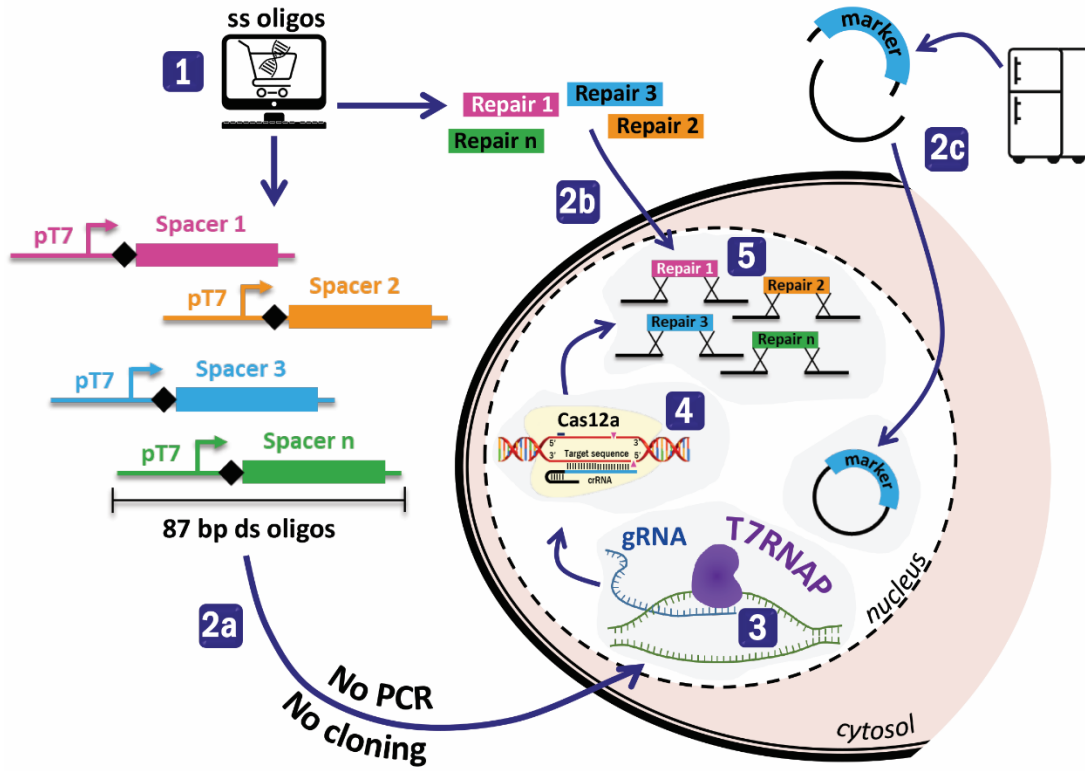 ss oligos
1
Repair 1
Repair 3
Repair 2
Repair n
marker
2c
2b
pT7
Spacer 1
pT7
Spacer 2
pT7
Spacer 3
pT7
Spacer n
87 bp ds oligos
2a
No PCR
No cloning
5
Repair 1
Repair 2
Repair 3
Repair n
4
Cas12a
5' 3'
3' Target sequence 5'
crRNA
marker
gRNA
T7RNAP
3
nucleus
cytosol